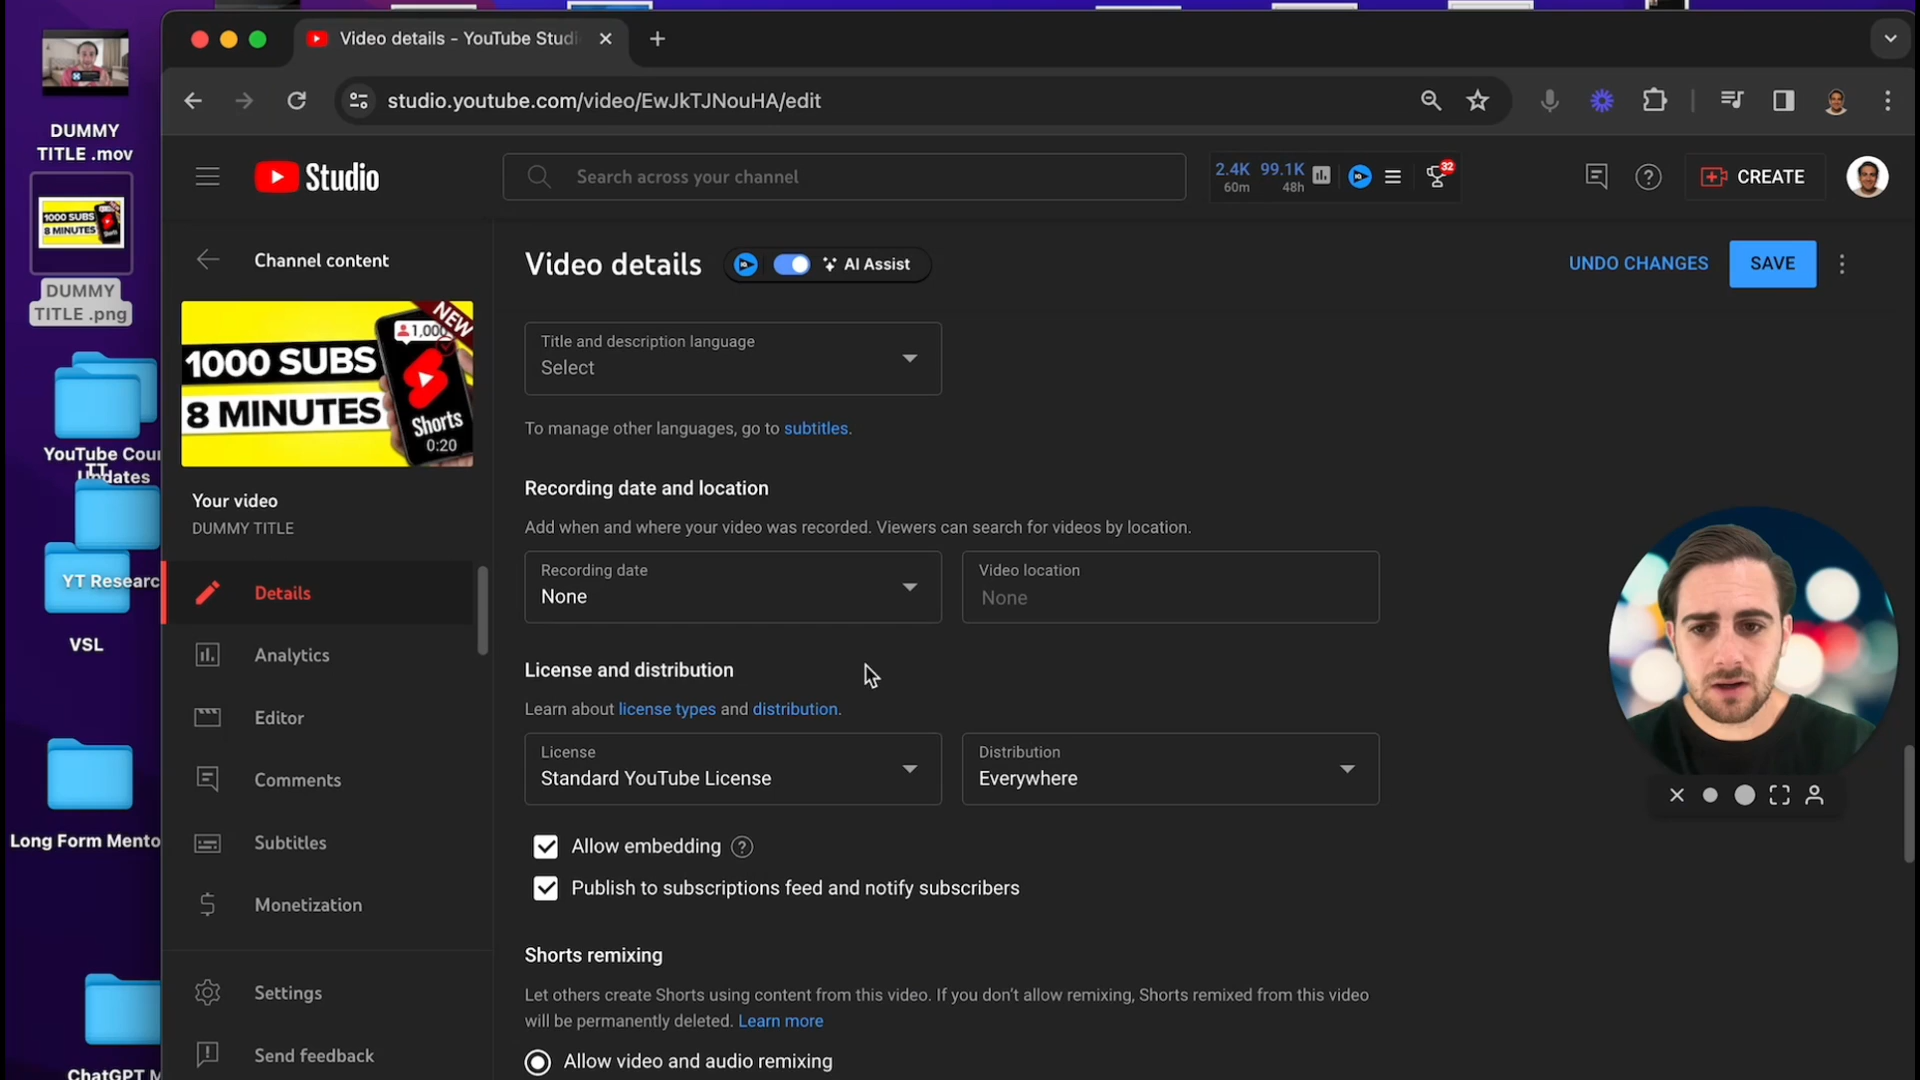 Video details - YouTube Studi
studio.youtube.com/video/EwJkTJNouHA/edit
DUMMY
TITLE .mov
1000 SUBS
8 MINUTES
DUMMY
TITLE .png
YouTube Cour
Updates
TT
YT Researc
VSL
Long Form Mento
ChatGPT M
Studio
Search across your channel
2.4K 99.1K
60m 48h
32
CREATE
Channel content
NEW
1,000
1000 SUBS
8 MINUTES
Shorts
0:20
Your video
DUMMY TITLE
Details
Analytics
Editor
Comments
Subtitles
Monetization
Settings
Send feedback
Video details
AI Assist
UNDO CHANGES
SAVE
Title and description language
Select
To manage other languages, go to subtitles.
Recording date and location
Add when and where your video was recorded. Viewers can search for videos by location.
Recording date
None
Video location
None
License and distribution
Learn about license types and distribution.
License
Standard YouTube License
Distribution
Everywhere
Allow embedding
Publish to subscriptions feed and notify subscribers
Shorts remixing
Let others create Shorts using content from this video. If you don't allow remixing, Shorts remixed from this video
will be permanently deleted. Learn more
Allow video and audio remixing